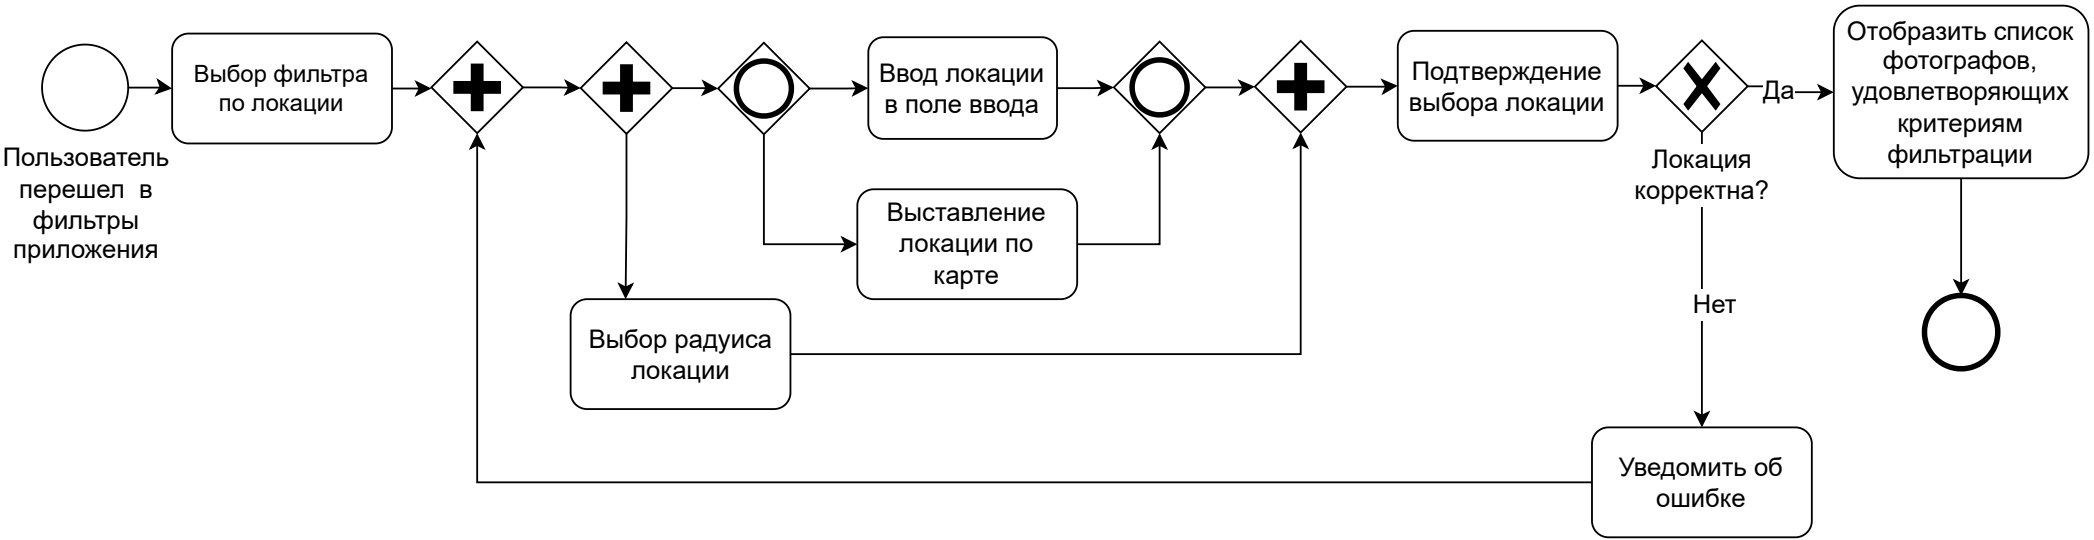 Пользователь
перешел в
фильтры
приложения
Выбор фильтра
по локации
Ввод локации
в поле ввода
Выставление
локации по
карте
Выбор радуиса
локации
Подтверждение
выбора локации
Локация
корректна?
Да
Нет
Отобразить список
фотографов,
удовлетворяющих
критериям
фильтрации
Уведомить об
ошибке